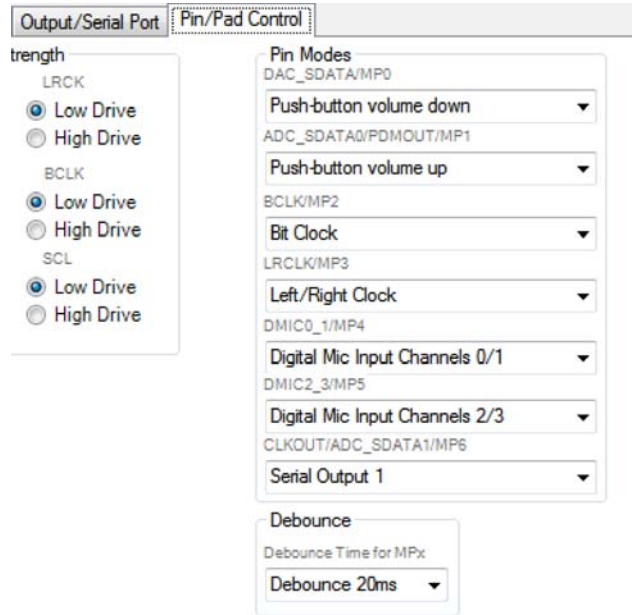 Output/Serial Port
Pin/Pad Control
trength
LRCK
Low Drive
High Drive
BCLK
Low Drive
High Drive
SCL
Low Drive
High Drive
Pin Modes
DAC_SDATA/MP0
Push-button volume down
ADC_SDATA0/PDMOUT/MP1
Push-button volume up
BCLK/MP2
Bit Clock
LRCLK/MP3
Left/Right Clock
DMIC0_1/MP4
Digital Mic Input Channels 0/1
DMIC2_3/MP5
Digital Mic Input Channels 2/3
CLKOUT/ADC_SDATA1/MP6
Serial Output 1
Debounce
Debounce Time for MPx
Debounce 20ms